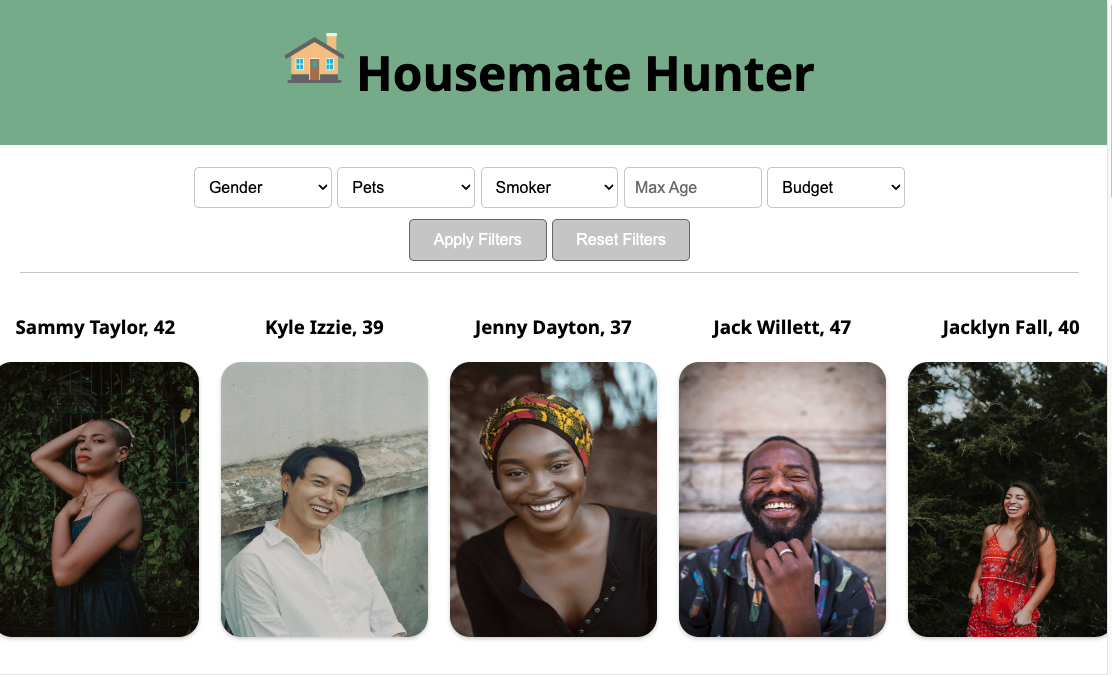 Housemate Hunter
Gender Pets Smoker Max Age Budget
Apply Filters Reset Filters
Sammy Taylor, 42 Kyle Izzie, 39 Jenny Dayton, 37 Jack Willett, 47 Jacklyn Fall, 40